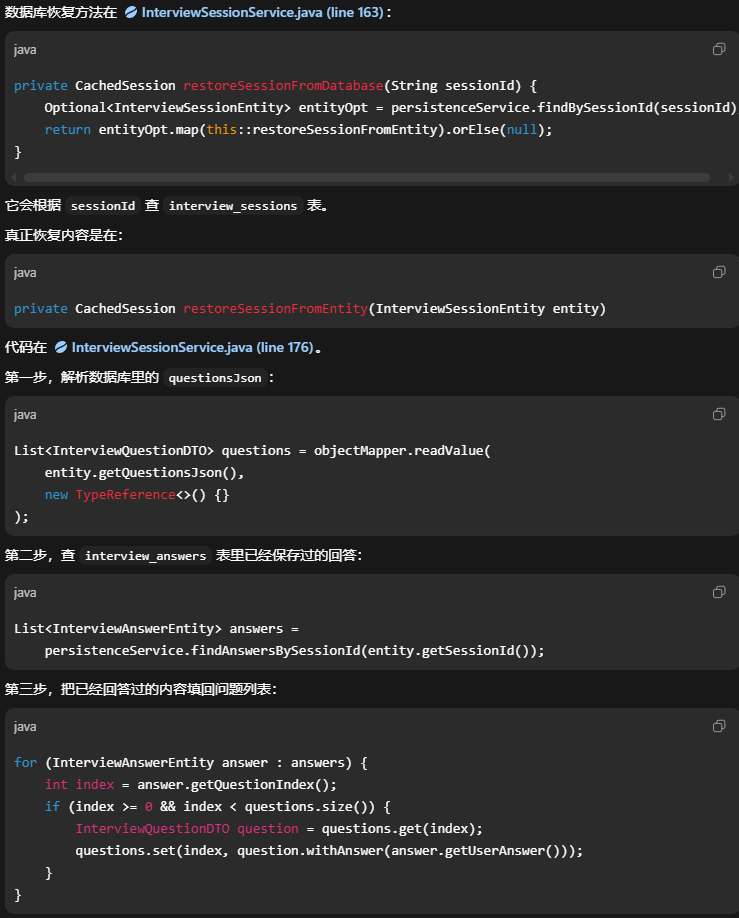 数据库恢复方法在 InterviewSessionService.java (line 163)：
java
private CachedSession restoreSessionFromDatabase(String sessionId) {
    Optional<InterviewSessionEntity> entityOpt = persistenceService.findBySessionId(sessionId)
    return entityOpt.map(this::restoreSessionFromEntity).orElse(null);
}
它会根据 sessionId 查 interview_sessions 表。
真正恢复内容是在：
java
private CachedSession restoreSessionFromEntity(InterviewSessionEntity entity)
代码在 InterviewSessionService.java (line 176)。
第一步，解析数据库里的 questionsJson：
java
List<InterviewQuestionDTO> questions = objectMapper.readValue(
    entity.getQuestionsJson(),
    new TypeReference<>() {}
);
第二步，查 interview_answers 表里已经保存过的回答：
java
List<InterviewAnswerEntity> answers =
    persistenceService.findAnswersBySessionId(entity.getSessionId());
第三步，把已经回答过的内容填回问题列表：
java
for (InterviewAnswerEntity answer : answers) {
    int index = answer.getQuestionIndex();
    if (index >= 0 && index < questions.size()) {
        InterviewQuestionDTO question = questions.get(index);
        questions.set(index, question.withAnswer(answer.getUserAnswer()));
    }
}